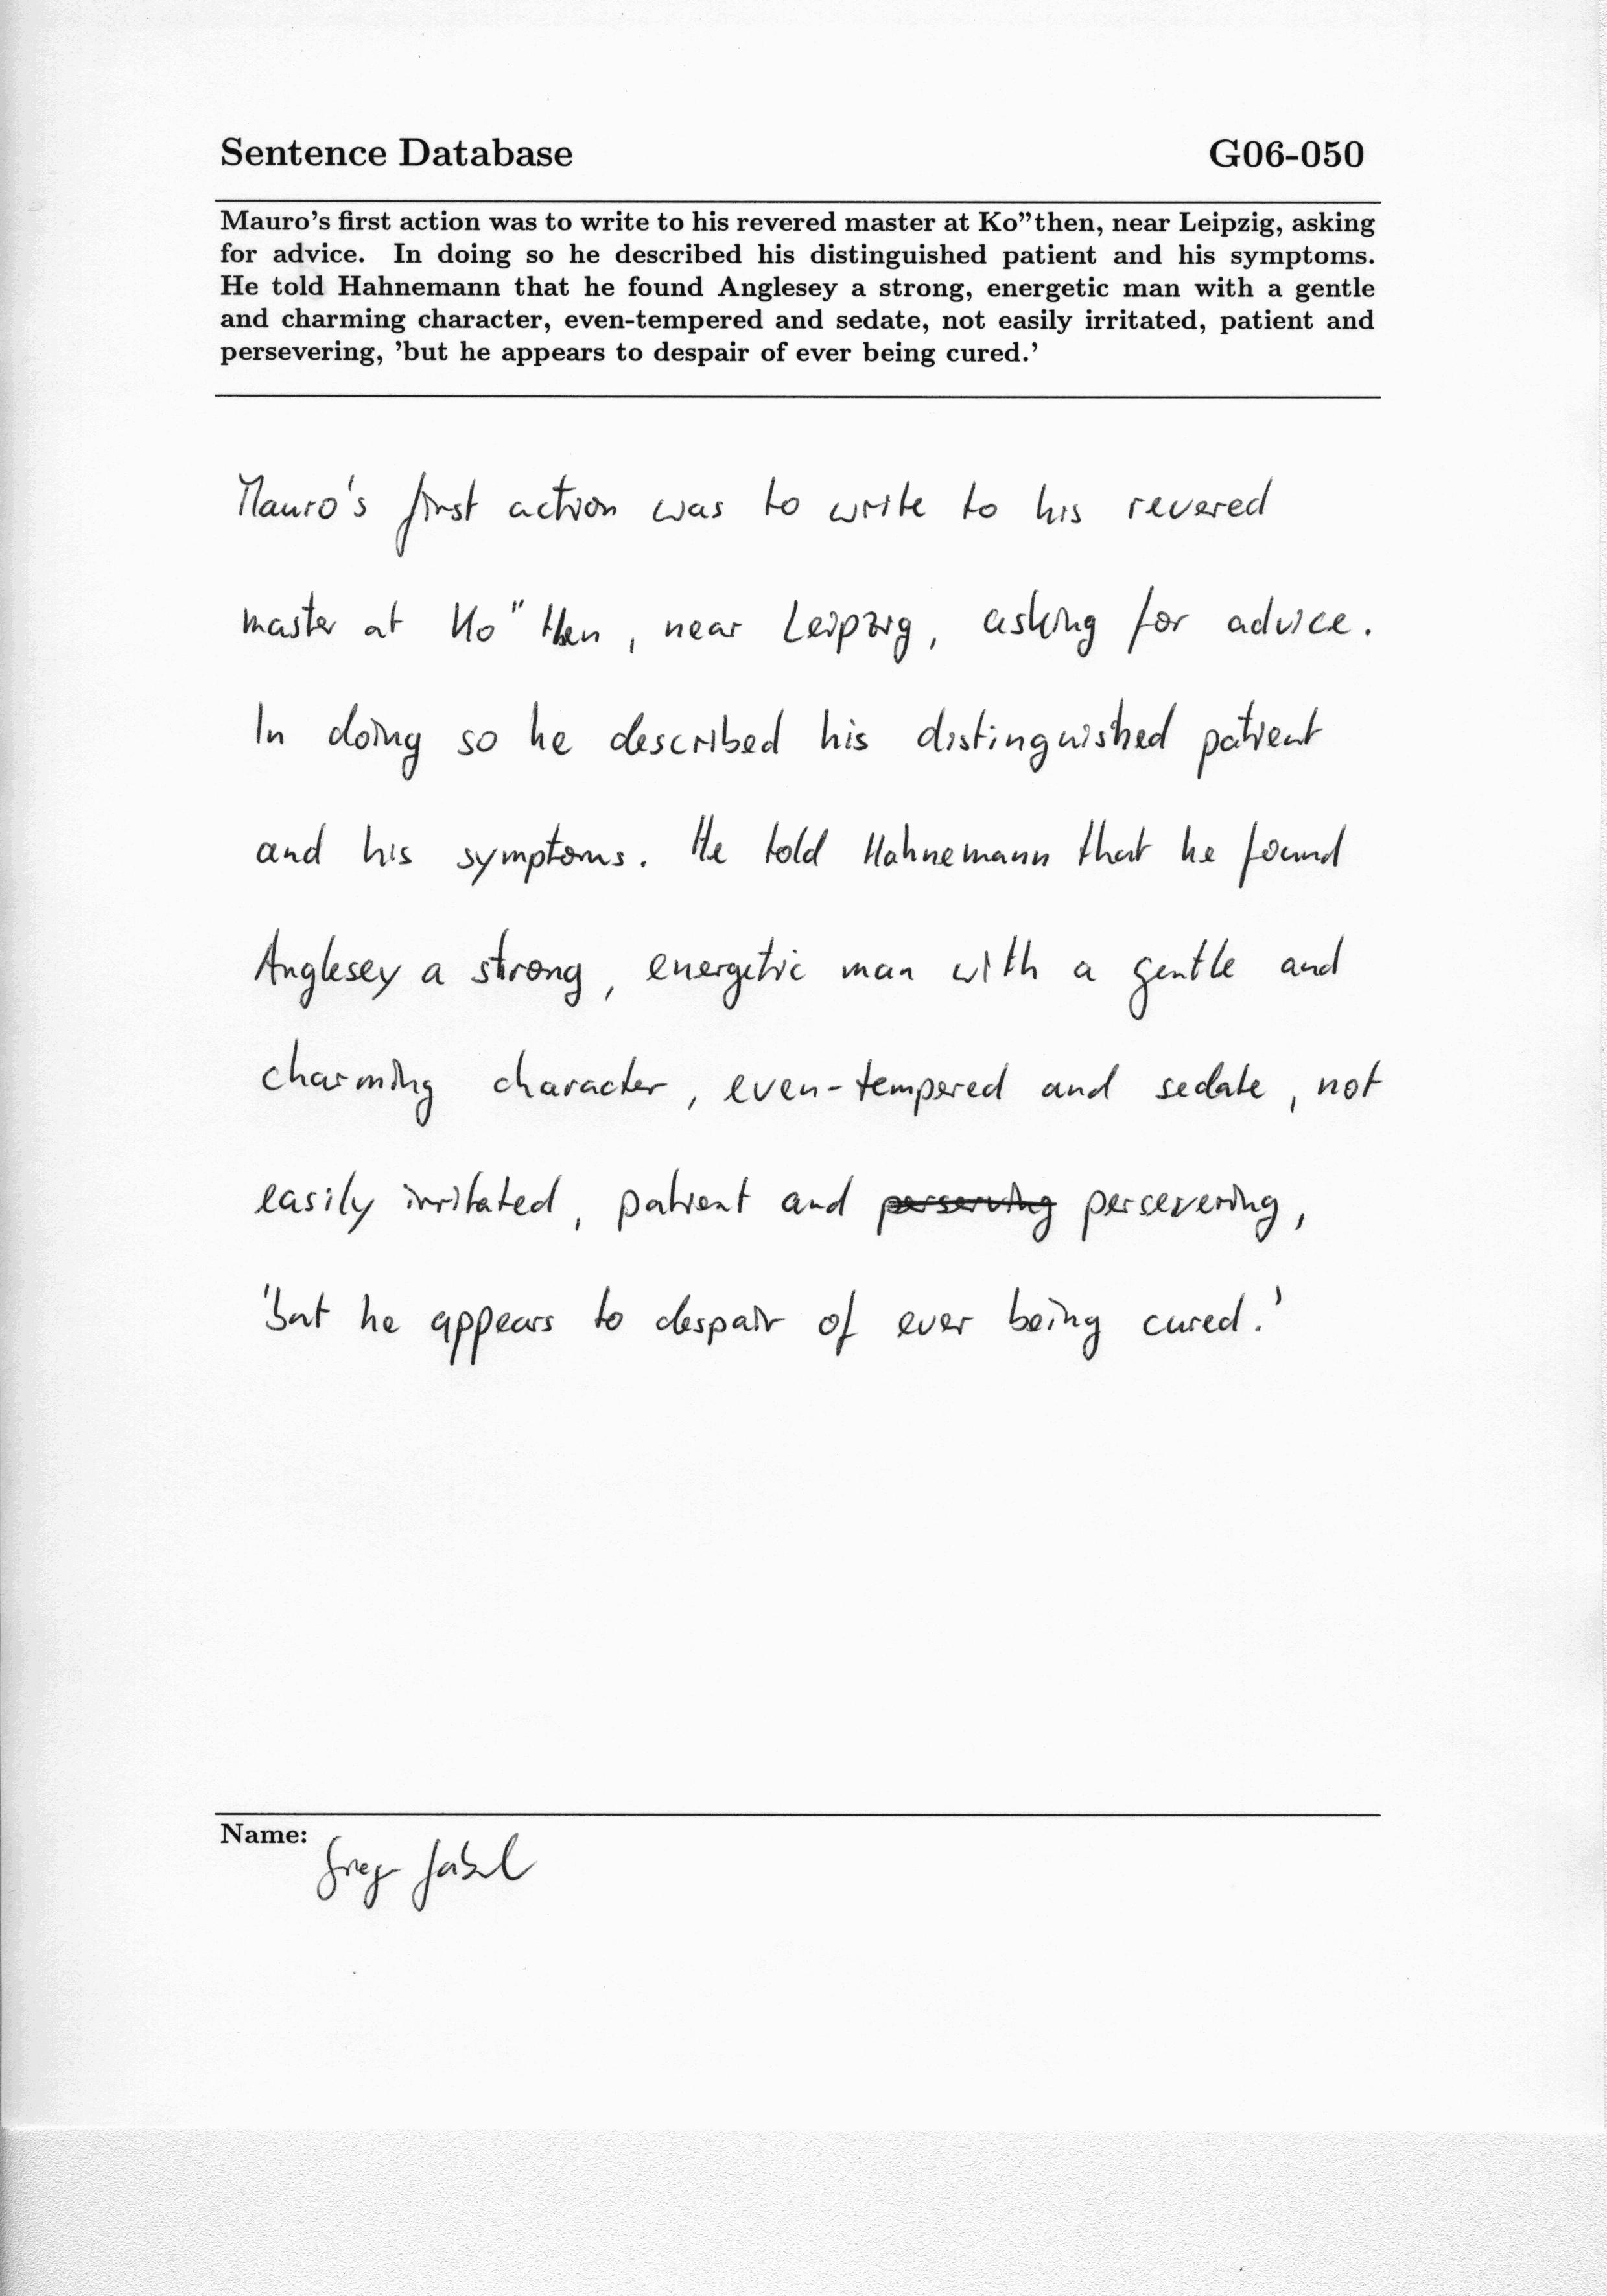 Sentence Database G06-050
Mauro's first action was to write to his revered master at Ko"then, near Leipzig, asking
for advice. In doing so he described his distinguished patient and his symptoms.
He told Hahnemann that he found Anglesey a strong, energetic man with a gentle
and charming character, even-tempered and sedate, not easily irritated, patient and
persevering, 'but he appears to despair of ever being cured.'
Mauro's first action was to write to his revered
master at Ko"then, near Leipzig, asking for advice.
In doing so he described his distinguished patient
and his symptoms. He told Hahnemann that he found
Anglesey a strong, energetic man with a gentle and
charming character, even-tempered and sedate, not
easily irritated, patient and perserving persevering,
'but he appears to despair of ever being cured.'
Name: